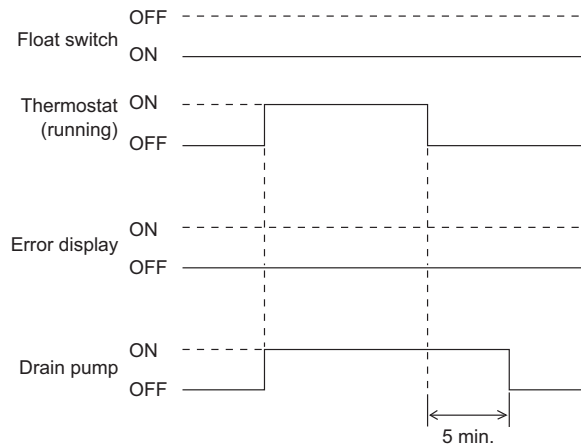 OFF
Float switch
ON
Thermostat ON
(running)
OFF
ON
Error display
OFF
ON
Drain pump
OFF
5 min.